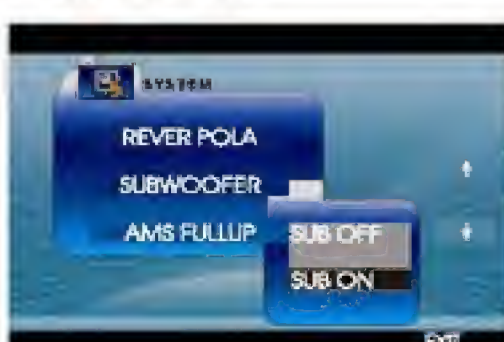 SYSTEM
REVER POLA
SUBWOOFER
AMS FULLUP
SUB OFF
SUB ON
EXIT